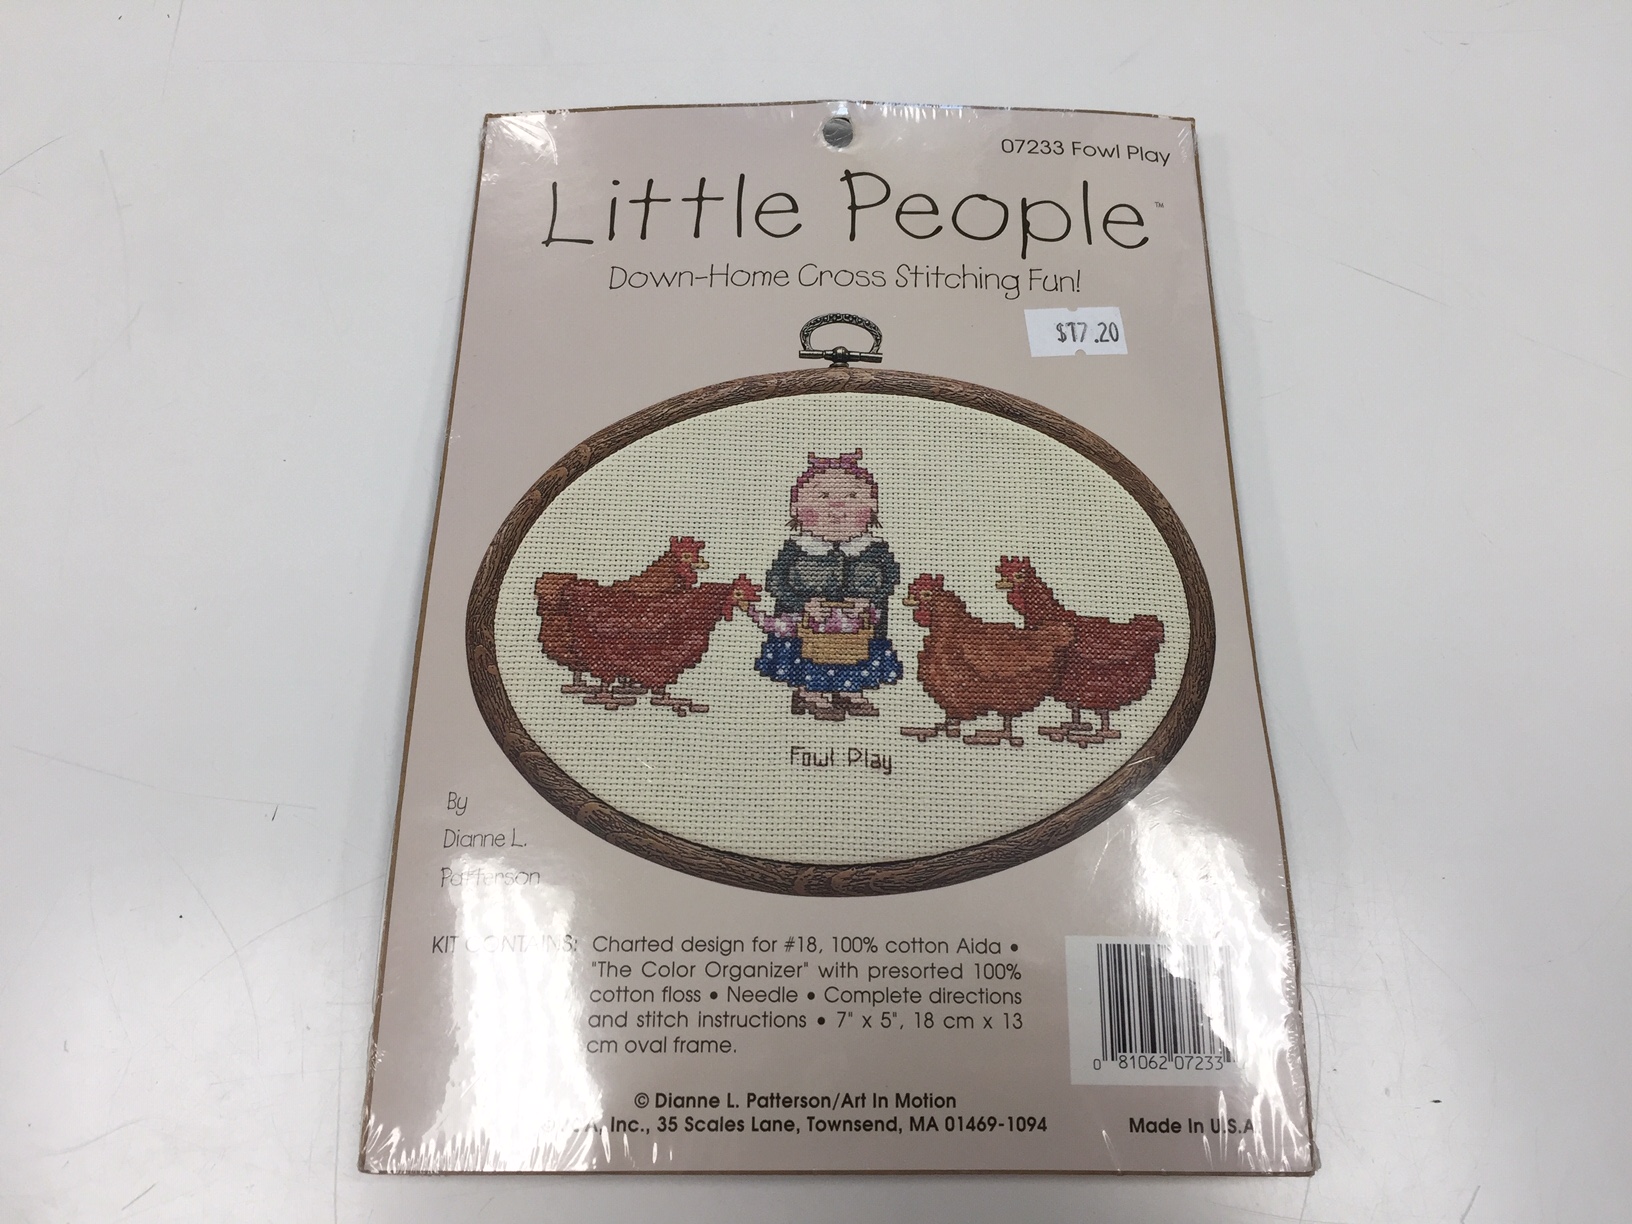 07233 Fowl Play
Little People™
Down-Home Cross Stitching Fun!
$17.20
Fowl Play
By
Dianne L.
Patterson
KIT CONTAINS: Charted design for #18, 100% cotton Aida •
"The Color Organizer" with presorted 100%
cotton floss • Needle • Complete directions
and stitch instructions • 7" x 5", 18 cm x 13
cm oval frame.
0 81062 07233
© Dianne L. Patterson/Art In Motion
Inc., 35 Scales Lane, Townsend, MA 01469-1094
Made In U.S.A